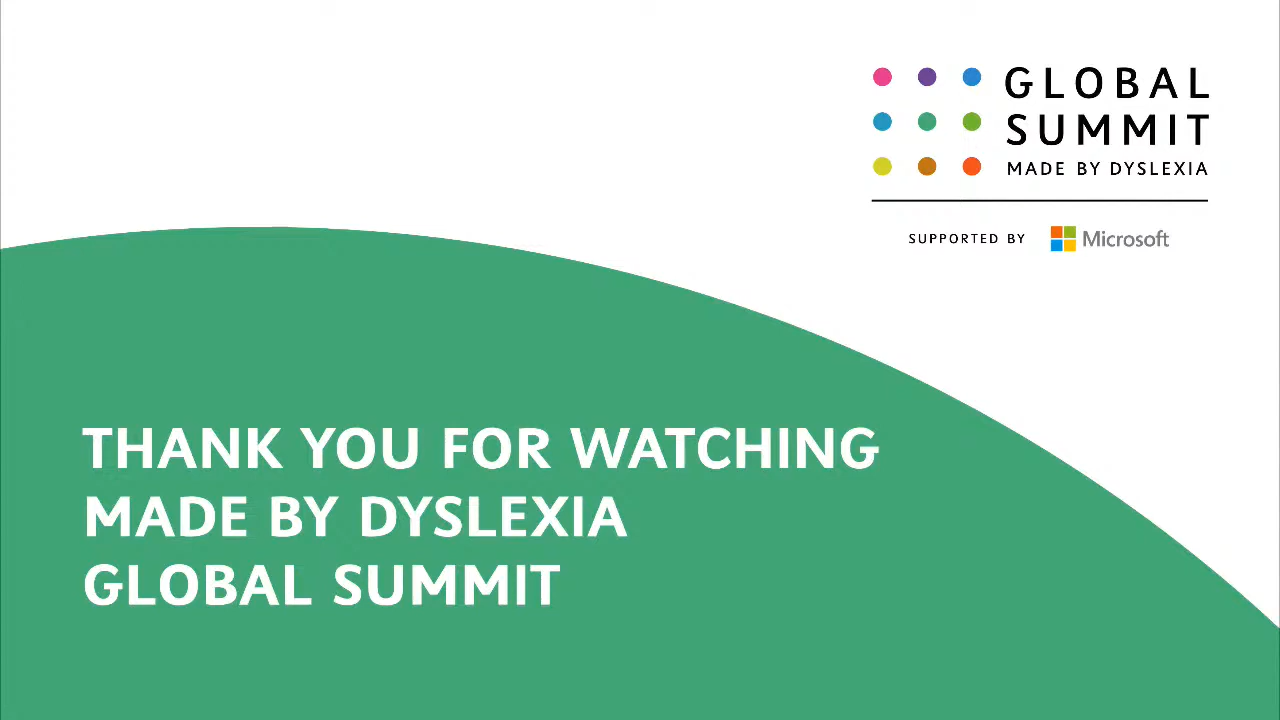 GLOBAL
SUMMIT
MADE BY DYSLEXIA
SUPPORTED BY Microsoft
THANK YOU FOR WATCHING
MADE BY DYSLEXIA
GLOBAL SUMMIT